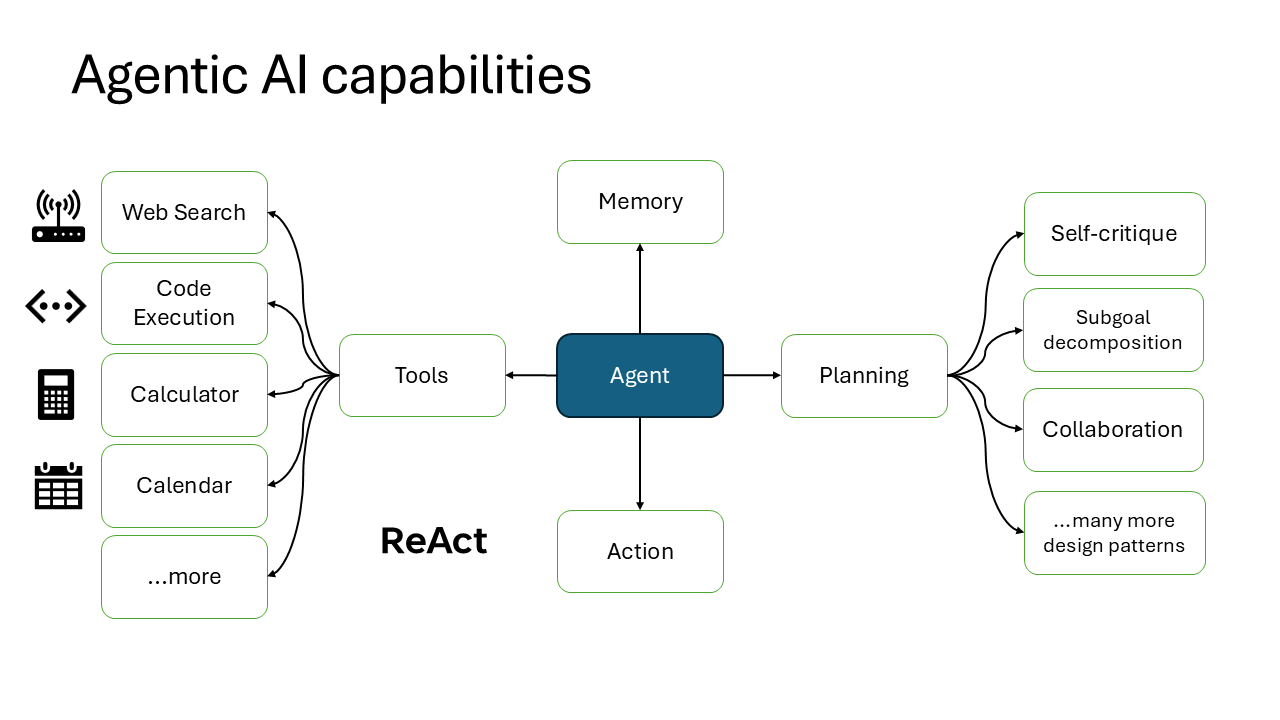 Agentic AI capabilities
Web Search
Code
Execution
Calculator
Calendar
...more
Tools
ReAct
Memory
Agent
Action
Planning
Self-critique
Subgoal
decomposition
Collaboration
...many more
design patterns